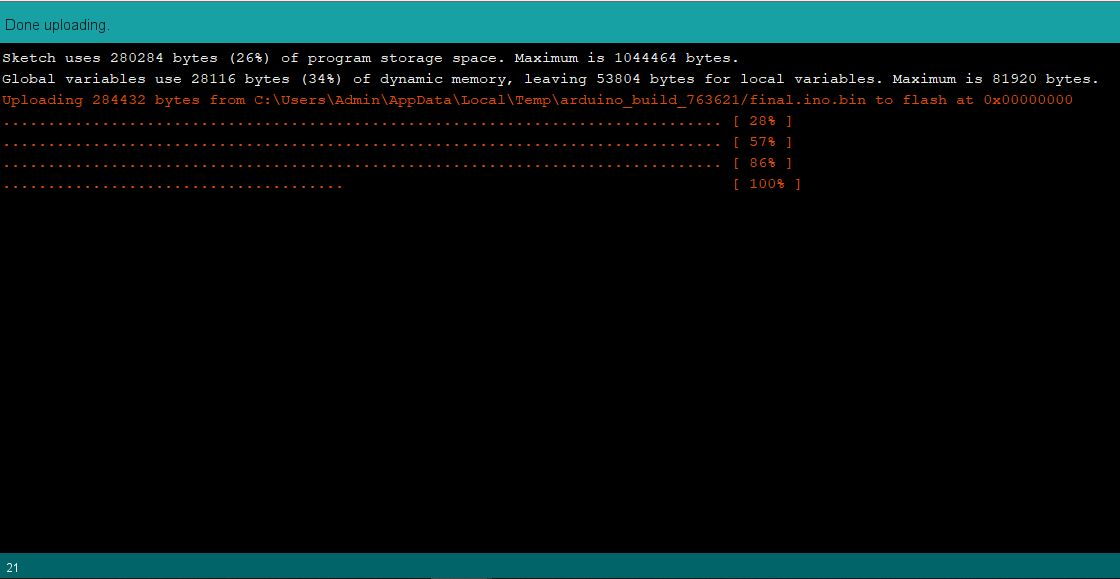 Done uploading.
Sketch uses 280284 bytes (26%) of program storage space. Maximum is 1044464 bytes.
Global variables use 28116 bytes (34%) of dynamic memory, leaving 53804 bytes for local variables. Maximum is 81920 bytes.
Uploading 284432 bytes from C:\Users\Admin\AppData\Local\Temp\arduino_build_763621/final.ino.bin to flash at 0x00000000
................................................................................ [ 28% ]
................................................................................ [ 57% ]
................................................................................ [ 86% ]
......................................                                           [ 100% ]
21